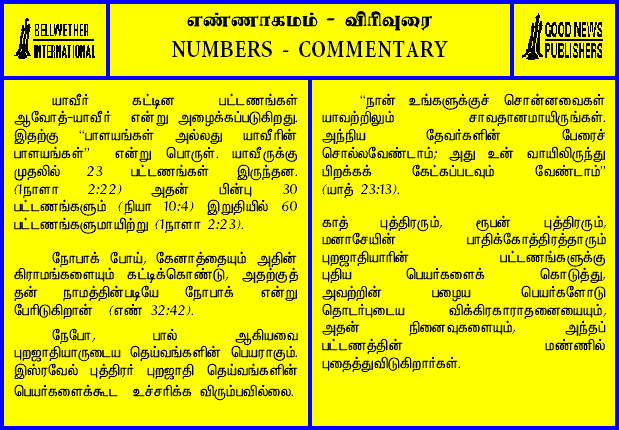 BELLWETHER
INTERNATIONAL
எண்ணாகமம் - விரிவுரை
NUMBERS - COMMENTARY
GOOD NEWS
PUBLISHERS
யாவீர் கட்டின பட்டணங்கள்
ஆவோத்-யாவீர் என்று அழைக்கப்படுகிறது.
இதற்கு “பாளயங்கள் அல்லது யாவீரின்
பாளயங்கள்” என்று பொருள். யாவீருக்கு
முதலில் 23 பட்டணங்கள் இருந்தன.
(1நாளா 2:22) அதன் பின்பு 30
பட்டணங்களும் (நியா 10:4) இறுதியில் 60
பட்டணங்களுமாயிற்று (1நாளா 2:23).
நோபாக் போய், கேனாத்தையும் அதின்
கிராமங்களையும் கட்டிக்கொண்டு, அதற்குத்
தன் நாமத்தின்படியே நோபாக் என்று
பேரிடுகிறான் (எண் 32:42).
நேபோ, பால் ஆகியவை
புறஜாதியாருடைய தெய்வங்களின் பெயராகும்.
இஸ்ரவேல் புத்திரர் புறஜாதி தெய்வங்களின்
பெயர்களைக்கூட உச்சரிக்க விரும்பவில்லை.
“நான் உங்களுக்குச் சொன்னவைகள்
யாவற்றிலும் சாவதானமாயிருங்கள்.
அந்நிய தேவர்களின் பேரைச்
சொல்லவேண்டாம்; அது உன் வாயிலிருந்து
பிறக்கக் கேட்கப்படவும் வேண்டாம்”
(யாத் 23:13).
காத் புத்திரரும், ரூபன் புத்திரரும்,
மனாசேயின் பாதிக்கோத்திரத்தாரும்
புறஜாதியாரின் பட்டணங்களுக்கு
புதிய பெயர்களைக் கொடுத்து,
அவற்றின் பழைய பெயர்களோடு
தொடர்புடைய விக்கிரகாராதனையையும்,
அதன் நினைவுகளையும், அந்தப்
பட்டணத்தின் மண்ணில்
புதைத்துவிடுகிறார்கள்.